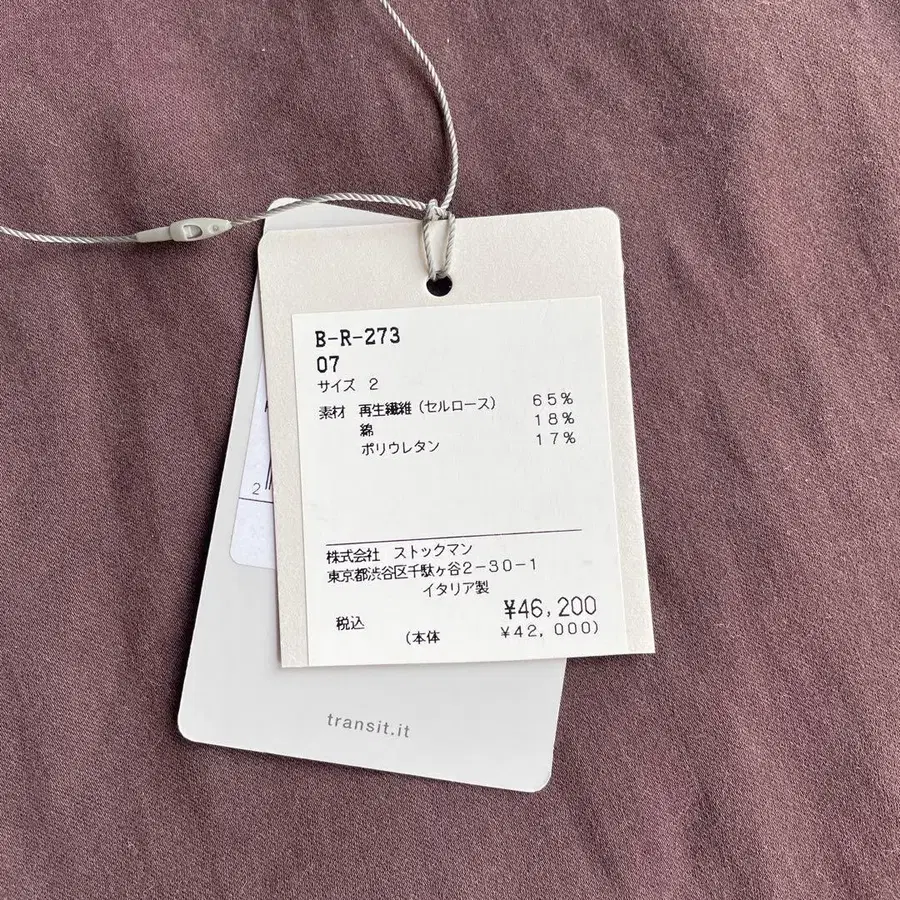 B-R-273
07
サイズ 2
素材 再生繊維（セルロース） 65%
綿 18%
ポリウレタン 17%
株式会社 ストックマン
東京都渋谷区千駄ヶ谷2-30-1
イタリア製
¥46,200
税込 (本体 ¥42,000)
2
transit.it